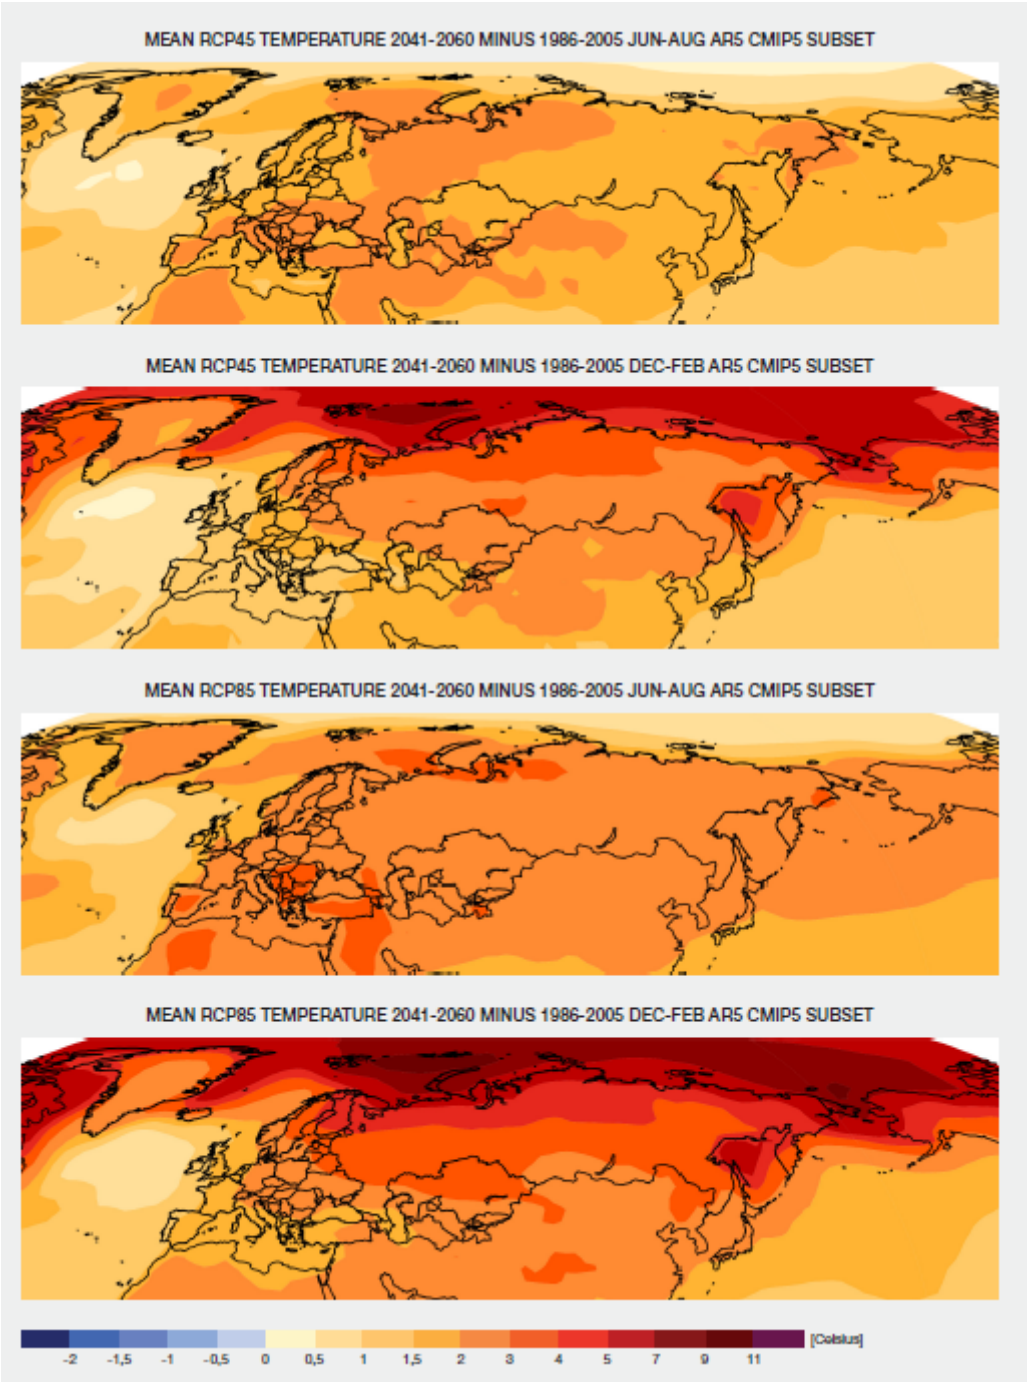 MEAN RCP45 TEMPERATURE 2041-2060 MINUS 1986-2005 JUN-AUG AR5 CMIP5 SUBSET
MEAN RCP45 TEMPERATURE 2041-2060 MINUS 1986-2005 DEC-FEB AR5 CMIP5 SUBSET
MEAN RCP85 TEMPERATURE 2041-2060 MINUS 1986-2005 JUN-AUG AR5 CMIP5 SUBSET
MEAN RCP85 TEMPERATURE 2041-2060 MINUS 1986-2005 DEC-FEB AR5 CMIP5 SUBSET
[Celsius]
-2 -1,5 -1 -0,5 0 0,5 1 1,5 2 3 4 5 7 9 11